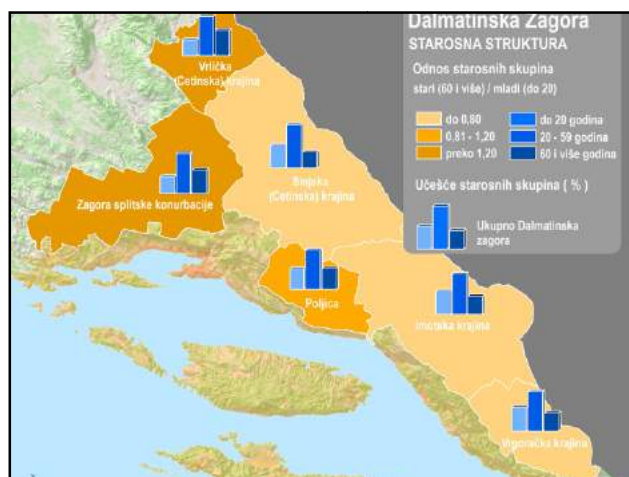 Dalmatinska Zagora
STAROSNA STRUKTURA
Odnos starosnih skupina
stari (60 i više) / mladi (do 20)
do 0,80
0,81 - 1,20
preko 1,20
do 20 godina
20 - 59 godina
60 i više godina
Učešće starosnih skupina ( % )
Ukupno Dalmatinska
zagora
Vrlička
(Cetinska) krajina
Sinjska
(Cetinska) krajina
Zagora splitske konurbacije
Poljica
Imotska krajina
Vrgoračka krajina